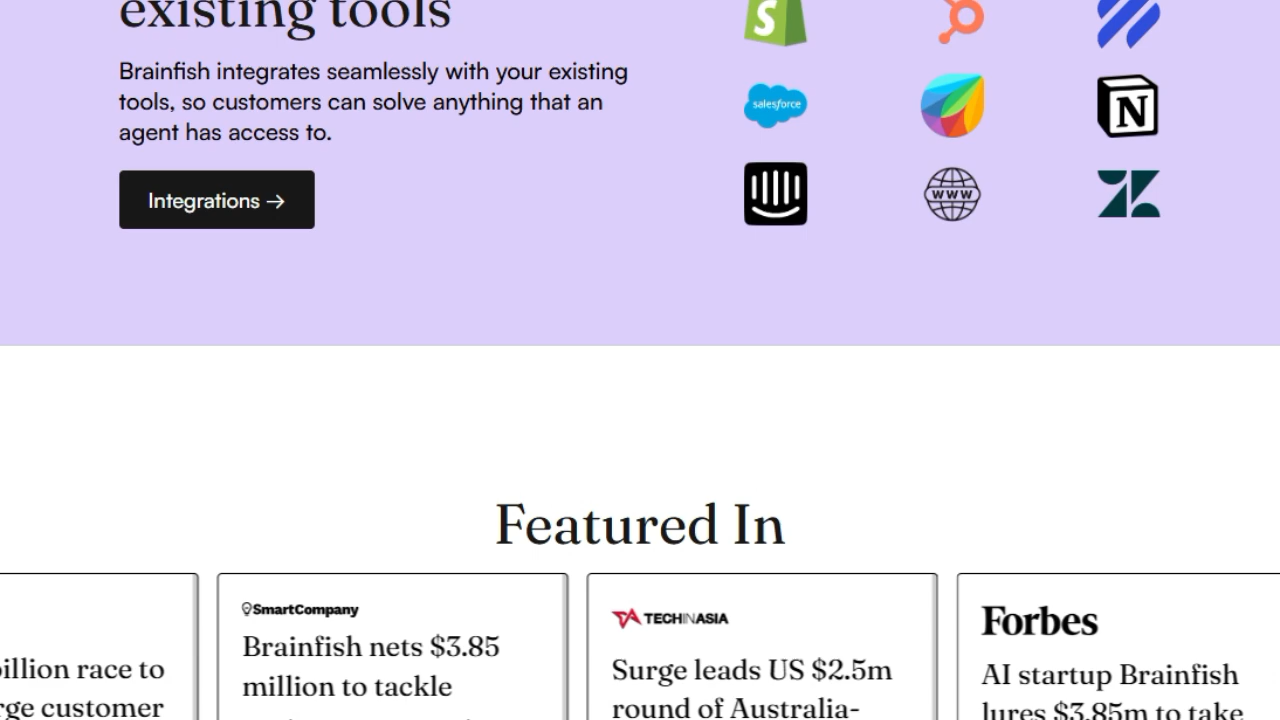 existing tools
Brainfish integrates seamlessly with your existing
tools, so customers can solve anything that an
agent has access to.
Integrations →
S
salesforce
N
WWW
Featured In
billion race to
rge customer
SmartCompany
Brainfish nets $3.85
million to tackle
TECHINASIA
Surge leads US $2.5m
round of Australia-
Forbes
AI startup Brainfish
lures $3.85m to take